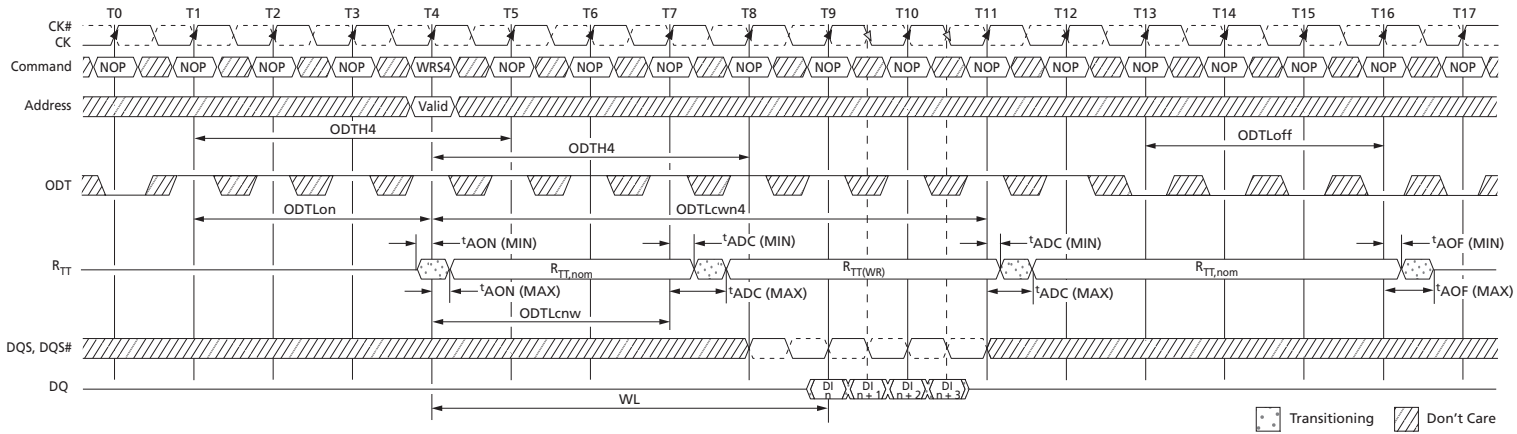 T0 T1 T2 T3 T4 T5 T6 T7 T8 T9 T10 T11 T12 T13 T14 T15 T16 T17
CK#
CK
Command NOP NOP NOP NOP WRS4 NOP NOP NOP NOP NOP NOP NOP NOP NOP NOP NOP NOP NOP
Address Valid
ODTH4 ODTLoff
ODTH4
ODT
ODTLon ODTLcwn4
tAON (MIN) tADC (MIN) tADC (MIN) tAOF (MIN)
RTT RTT,nom RTT(WR) RTT,nom
tAON (MAX) tADC (MAX) tADC (MAX) tAOF (MAX)
ODTLcnw
DQS, DQS#
DQ DI n DI n + 1 DI n + 2 DI n + 3
WL
Transitioning Don't Care